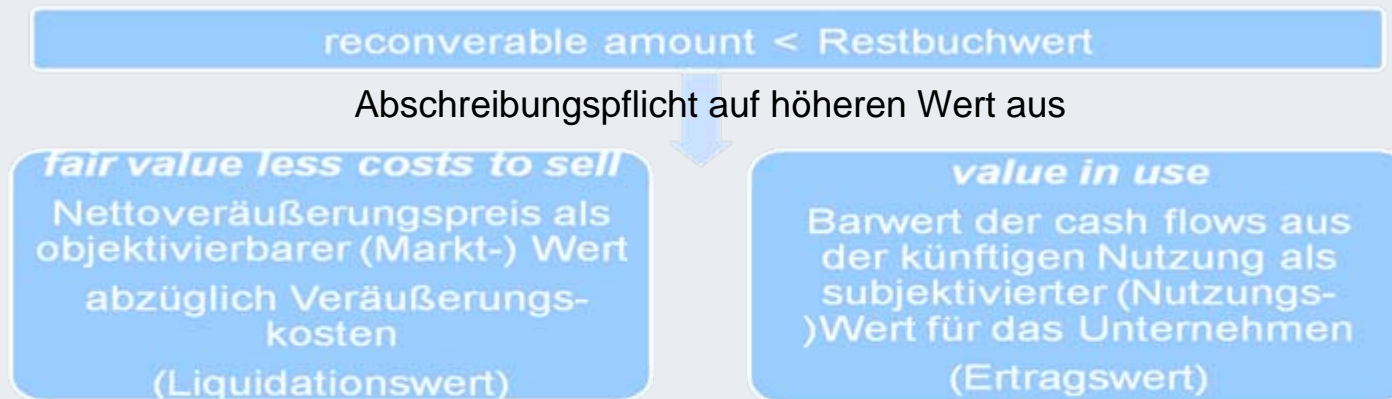 reconverable amount < Restbuchwert
Abschreibungspflicht auf höheren Wert aus
fair value less costs to sell
Nettoveräußerungspreis als
objektivierbarer (Markt-) Wert
abzüglich Veräußerungs-
kosten
(Liquidationswert)
value in use
Barwert der cash flows aus
der künftigen Nutzung als
subjektivierter (Nutzungs-
)Wert für das Unternehmen
(Ertragswert)